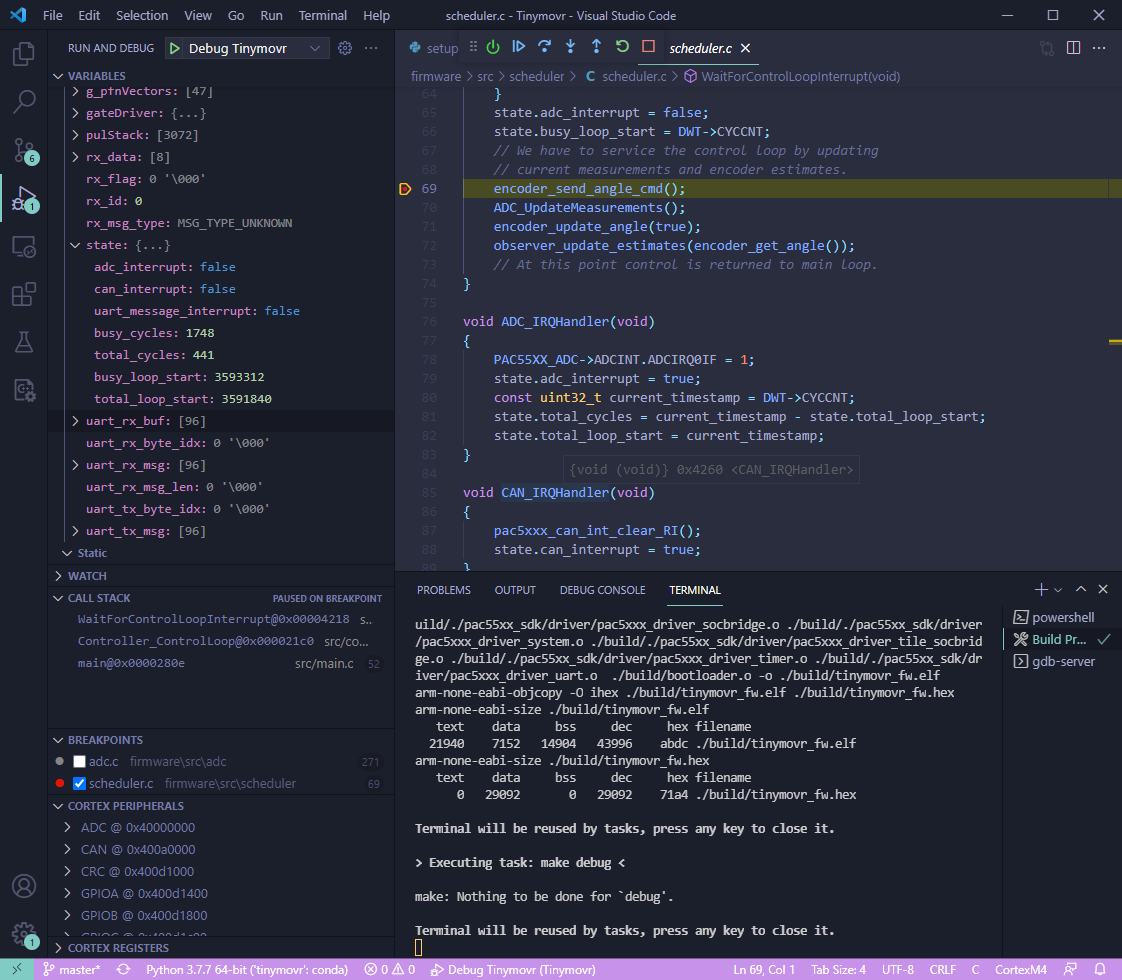 File Edit Selection View Go Run Terminal Help scheduler.c - Tinymovr - Visual Studio Code
RUN AND DEBUG Debug Tinymovr
VARIABLES
g_pfnVectors: [47]
gateDriver: {...}
pulStack: [3072]
rx_data: [8]
rx_flag: 0 '\000'
rx_id: 0
rx_msg_type: MSG_TYPE_UNKNOWN
state: {...}
adc_interrupt: false
can_interrupt: false
uart_message_interrupt: false
busy_cycles: 1748
total_cycles: 441
busy_loop_start: 3593312
total_loop_start: 3591840
uart_rx_buf: [96]
uart_rx_byte_idx: 0 '\000'
uart_rx_msg: [96]
uart_rx_msg_len: 0 '\000'
uart_tx_byte_idx: 0 '\000'
uart_tx_msg: [96]
Static
WATCH
CALL STACK PAUSED ON BREAKPOINT
WaitForControlLoopInterrupt@0x00004218 s...
Controller_ControlLoop@0x000021c0 src/co...
main@0x0000280e src/main.c 52
BREAKPOINTS
adc.c firmware\src\adc 271
scheduler.c firmware\src\scheduler 69
CORTEX PERIPHERALS
ADC @ 0x40000000
CAN @ 0x400a0000
CRC @ 0x400d1000
GPIOA @ 0x400d1400
GPIOB @ 0x400d1800
GPIOC @ 0x400d1c00
CORTEX REGISTERS
6
1
1
setup scheduler.c
firmware > src > scheduler > C scheduler.c > WaitForControlLoopInterrupt(void)
64 }
65 state.adc_interrupt = false;
66 state.busy_loop_start = DWT->CYCCNT;
67 // We have to service the control loop by updating
68 // current measurements and encoder estimates.
69 encoder_send_angle_cmd();
70 ADC_UpdateMeasurements();
71 encoder_update_angle(true);
72 observer_update_estimates(encoder_get_angle());
73 // At this point control is returned to main loop.
74 }
75
76 void ADC_IRQHandler(void)
77 {
78 PAC55XX_ADC->ADCINT.ADCIRQ0IF = 1;
79 state.adc_interrupt = true;
80 const uint32_t current_timestamp = DWT->CYCCNT;
81 state.total_cycles = current_timestamp - state.total_loop_start;
82 state.total_loop_start = current_timestamp;
83 }
{void (void)} 0x4260 <CAN_IRQHandler>
84
85 void CAN_IRQHandler(void)
86 {
87 pac5xxx_can_int_clear_RI();
88 state.can_interrupt = true;
89 }
PROBLEMS OUTPUT DEBUG CONSOLE TERMINAL
uild/./pac55xx_sdk/driver/pac5xxx_driver_socbridge.o ./build/./pac55xx_sdk/driver
/pac5xxx_driver_system.o ./build/./pac55xx_sdk/driver/pac5xxx_driver_tile_socbrid
ge.o ./build/./pac55xx_sdk/driver/pac5xxx_driver_timer.o ./build/./pac55xx_sdk/dr
iver/pac5xxx_driver_uart.o ./build/bootloader.o -o ./build/tinymovr_fw.elf
arm-none-eabi-objcopy -O ihex ./build/tinymovr_fw.elf ./build/tinymovr_fw.hex
arm-none-eabi-size ./build/tinymovr_fw.elf
text data bss dec hex filename
21940 7152 14904 43996 abdc ./build/tinymovr_fw.elf
arm-none-eabi-size ./build/tinymovr_fw.hex
text data bss dec hex filename
0 29092 0 29092 71a4 ./build/tinymovr_fw.hex
Terminal will be reused by tasks, press any key to close it.
> Executing task: make debug <
make: Nothing to be done for `debug'.
Terminal will be reused by tasks, press any key to close it.
powershell
Build Pr...
gdb-server
master* Python 3.7.7 64-bit ('tinymovr': conda) 0 0 Debug Tinymovr (Tinymovr) Ln 69, Col 1 Tab Size: 4 UTF-8 CRLF C CortexM4